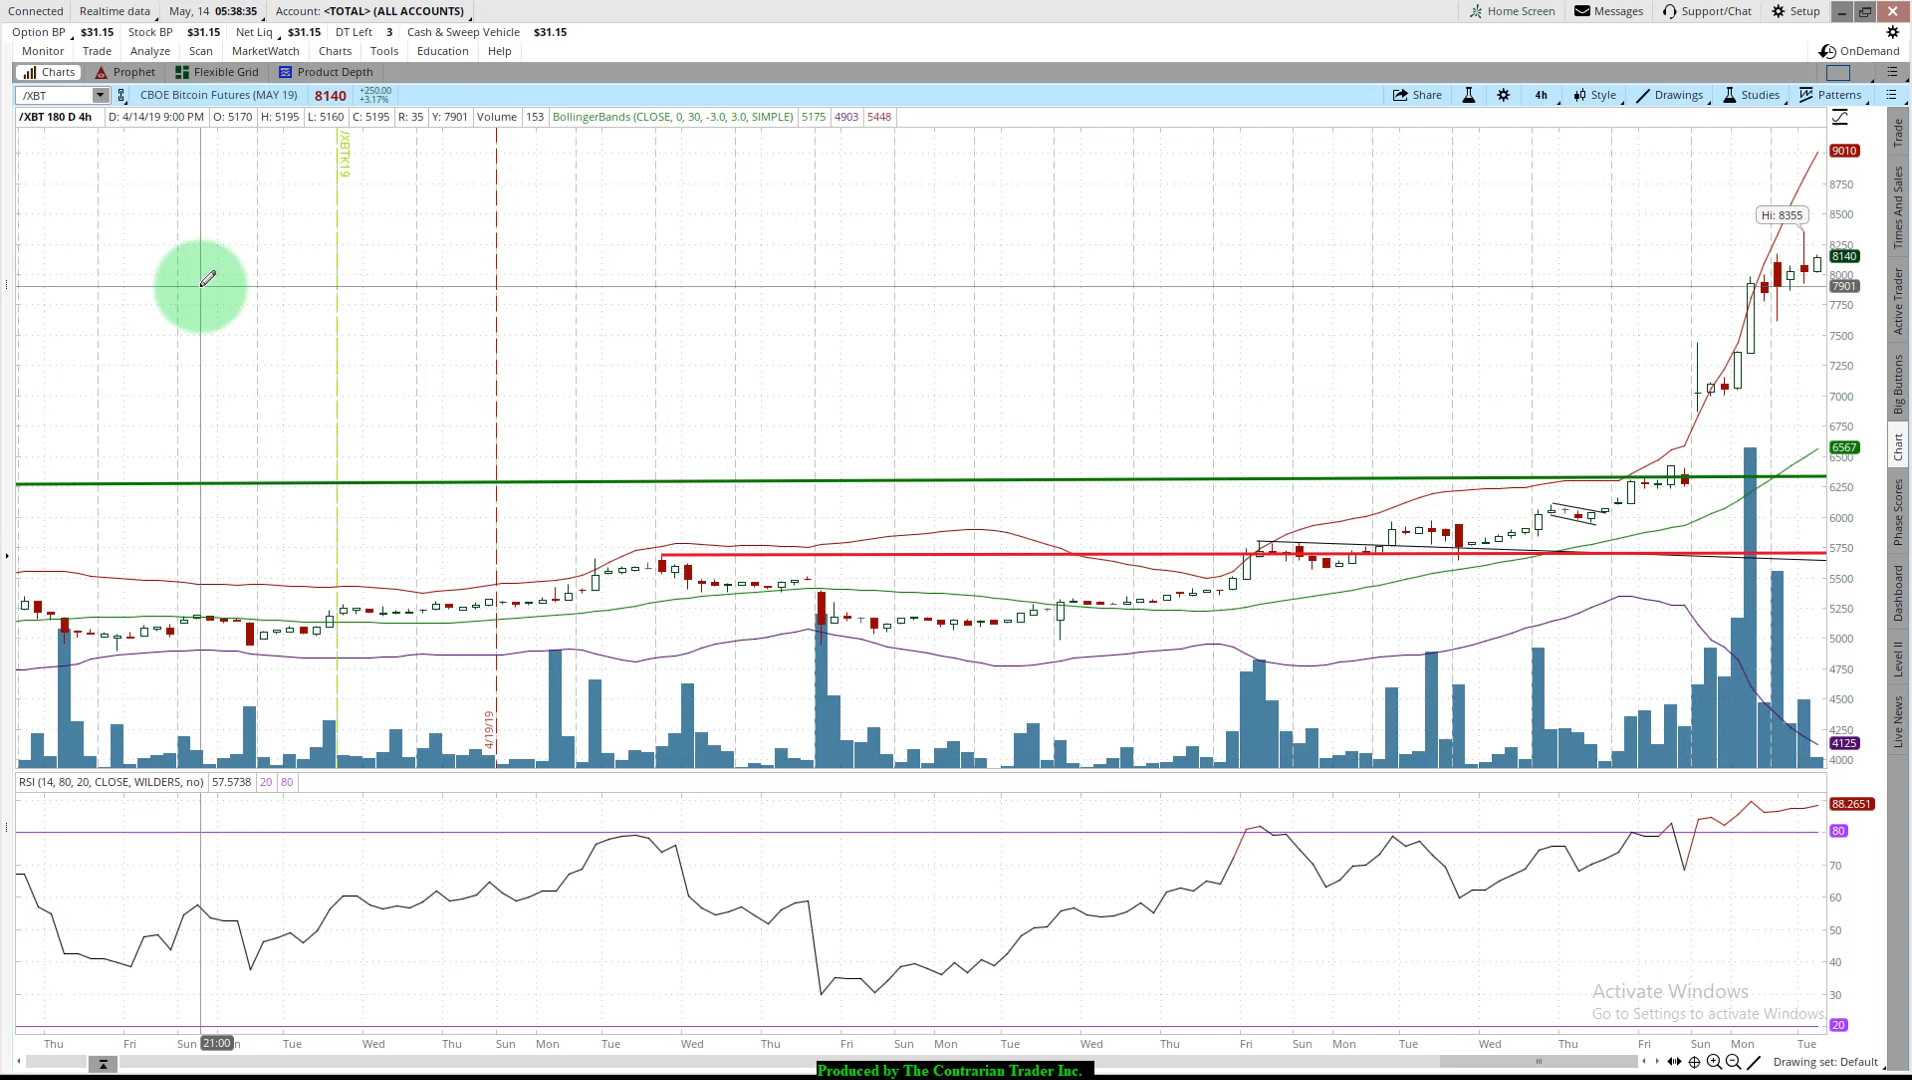 Connected Realtime data May, 14 05:38:35 Account: <TOTAL> (ALL ACCOUNTS) Home Screen Messages Support/Chat Setup
Option BP $31.15 Stock BP $31.15 Net Liq $31.15 DT Left 3 Cash & Sweep Vehicle $31.15
Monitor Trade Analyze Scan MarketWatch Charts Tools Education Help OnDemand
Charts Prophet Flexible Grid Product Depth
/XBT CBOE Bitcoin Futures (MAY 19) 8140 +250.00 +3.17% Share 4h Style Drawings Studies Patterns
/XBT 180 D 4h D: 4/14/19 9:00 PM O: 5170 H: 5195 L: 5160 C: 5195 R: 35 Y: 7901 Volume 153 BollingerBands (CLOSE, 0, 30, -3.0, 3.0, SIMPLE) 5175 4903 5448
/XBTK19
4/19/19
Hi: 8355
9010
8750
8500
8250
8140
8000
7901
7750
7500
7250
7000
6750
6567
6500
6250
6000
5750
5500
5250
5000
4750
4500
4250
4125
4000
Trade
Times And Sales
Active Trader
Big Buttons
Chart
Phase Scores
Dashboard
Level II
Live News
RSI (14, 80, 20, CLOSE, WILDERS, no) 57.5738 20 80
88.2651
80
70
60
50
40
30
20
Activate Windows
Go to Settings to activate Windows.
Thu Fri Sun 21:00 n Tue Wed Thu Sun Mon Tue Wed Thu Fri Sun Mon Tue Wed Thu Fri Sun Mon Tue Wed Thu Fri Sun Mon Tue
Drawing set: Default
Produced by The Contrarian Trader Inc.